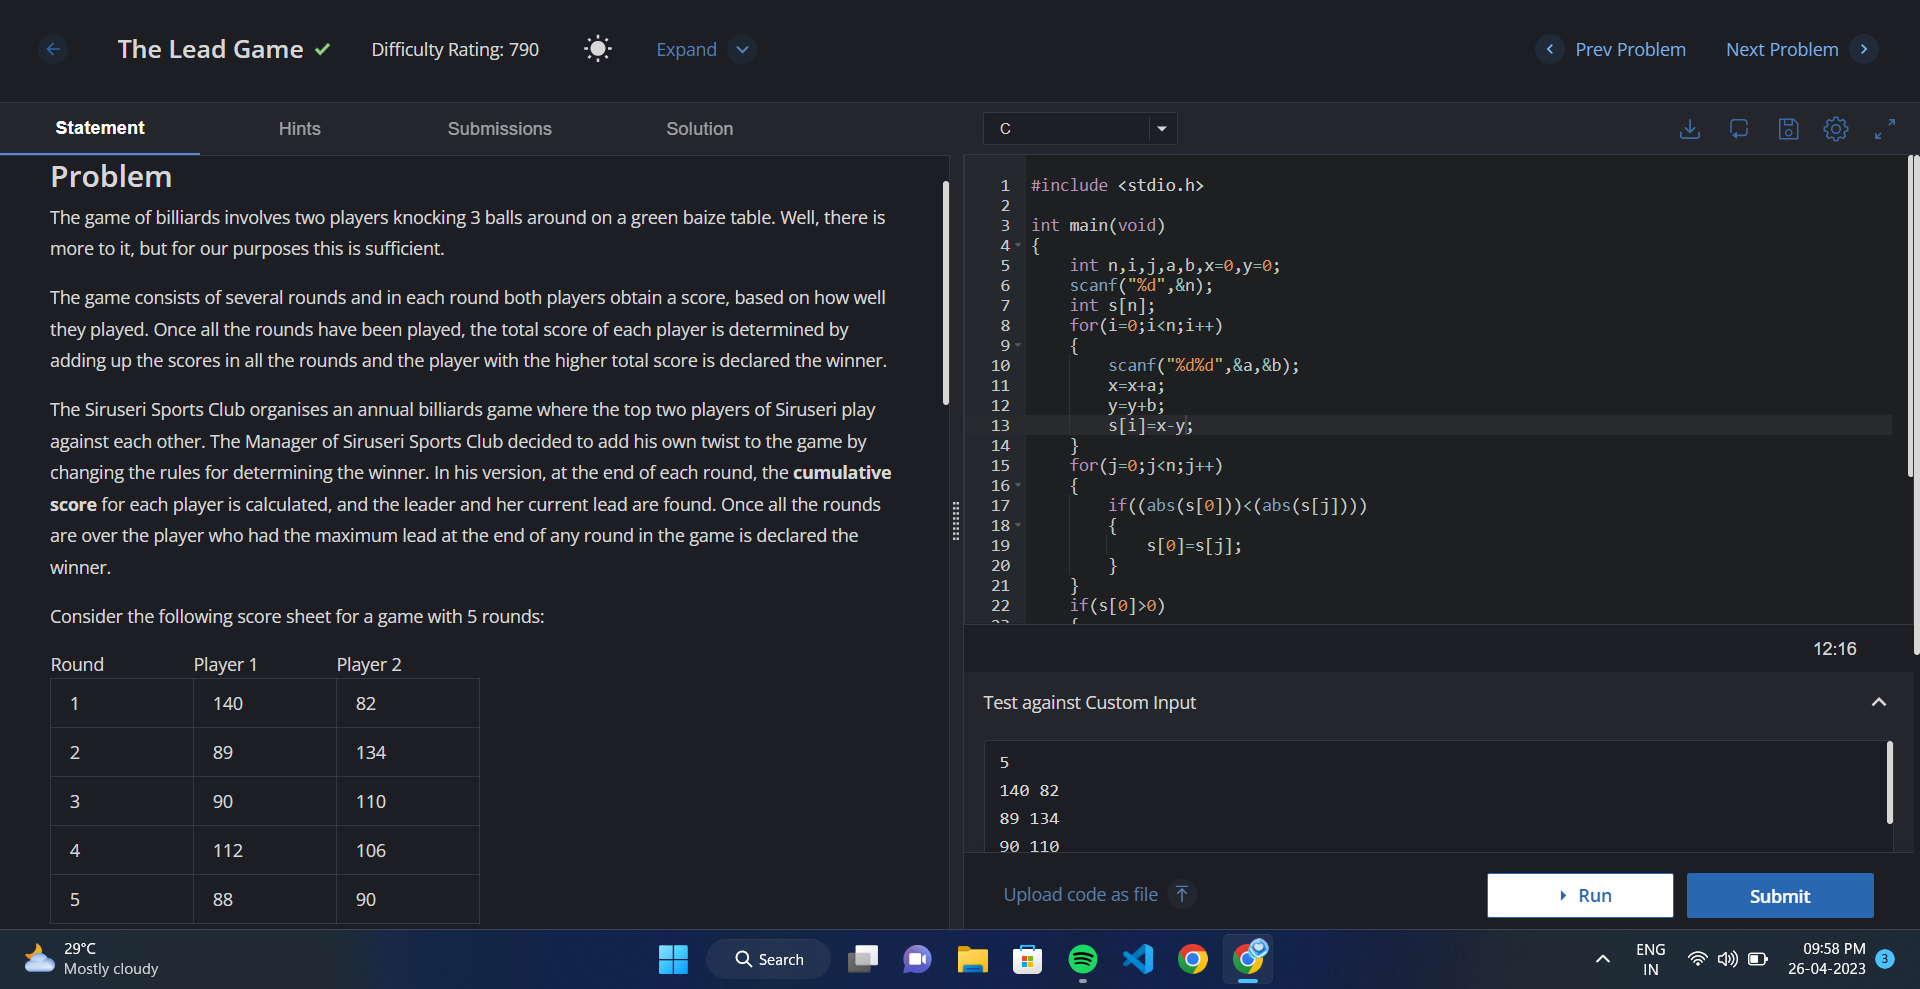 The Lead Game
Difficulty Rating: 790
Expand
Prev Problem
Next Problem
Statement
Hints
Submissions
Solution
Problem
The game of billiards involves two players knocking 3 balls around on a green baize table. Well, there is
more to it, but for our purposes this is sufficient.
The game consists of several rounds and in each round both players obtain a score, based on how well
they played. Once all the rounds have been played, the total score of each player is determined by
adding up the scores in all the rounds and the player with the higher total score is declared the winner.
The Siruseri Sports Club organises an annual billiards game where the top two players of Siruseri play
against each other. The Manager of Siruseri Sports Club decided to add his own twist to the game by
changing the rules for determining the winner. In his version, at the end of each round, the cumulative
score for each player is calculated, and the leader and her current lead are found. Once all the rounds
are over the player who had the maximum lead at the end of any round in the game is declared the
winner.
Consider the following score sheet for a game with 5 rounds:
Round Player 1 Player 2
1 140 82
2 89 134
3 90 110
4 112 106
5 88 90
C
1 #include <stdio.h>
2
3 int main(void)
4 {
5 int n,i,j,a,b,x=0,y=0;
6 scanf("%d",&n);
7 int s[n];
8 for(i=0;i<n;i++)
9 {
10 scanf("%d%d",&a,&b);
11 x=x+a;
12 y=y+b;
13 s[i]=x-y;
14 }
15 for(j=0;j<n;j++)
16 {
17 if((abs(s[0]))<(abs(s[j])))
18 {
19 s[0]=s[j];
20 }
21 }
22 if(s[0]>0)
12:16
Test against Custom Input
5
140 82
89 134
90 110
Upload code as file
Run
Submit
29°C
Mostly cloudy
Search
ENG
IN
09:58 PM
26-04-2023
3